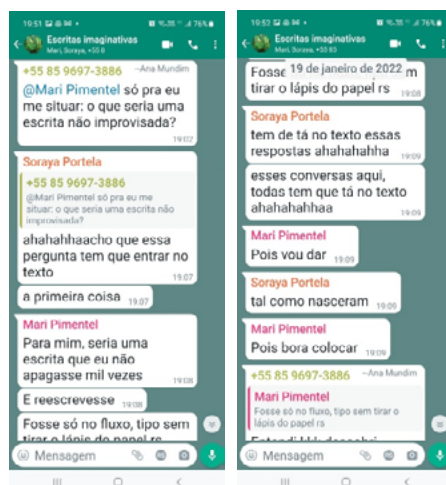 19:51
76%
Escritas imaginativas
Mari, Soraya, +55 8
+55 85 9697-3886 ~Ana Mundim
@Mari Pimentel só pra eu
me situar: o que seria uma
escrita não improvisada?
19:07
Soraya Portela
+55 85 9697-3886
@Mari Pimentel só pra eu me
situar: o que seria uma escrita não
improvisada?
ahahahhaacho que essa
pergunta tem que entrar no
texto
19:07
a primeira coisa 19:07
Mari Pimentel
Para mim, seria uma
escrita que eu não
apagasse mil vezes
19:08
E reescrevesse 19:08
Fosse só no fluxo, tipo sem
tirar o lápis do papel rs
Mensagem
19:52
76%
Escritas imaginativas
Mari, Soraya, +55 85
19 de janeiro de 2022
Fosse m
tirar o lápis do papel rs 19:08
Soraya Portela
tem de tá no texto essas
respostas ahahahahha 19:09
esses conversas aqui,
todas tem que tá no texto
ahahahahhaa 19:09
Mari Pimentel
Pois vou dar 19:09
Soraya Portela
tal como nasceram 19:09
Mari Pimentel
Pois bora colocar 19:09
+55 85 9697-3886 ~Ana Mundim
Mari Pimentel
Fosse só no fluxo, tipo sem tirar o
lápis do papel rs
Mensagem